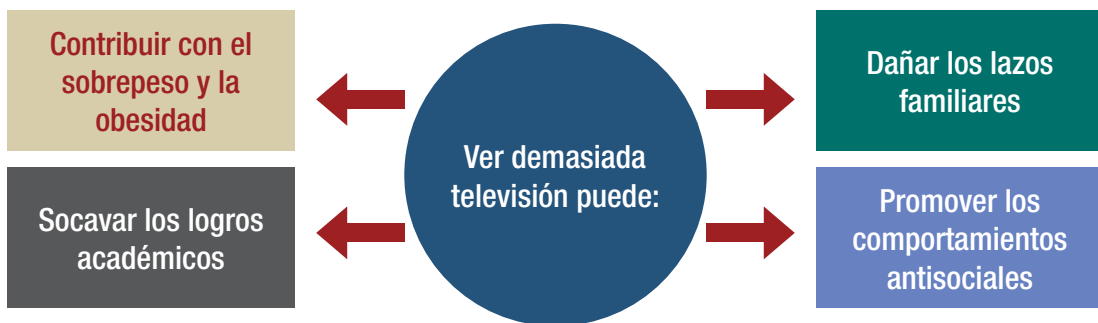 Contribuir con el
sobrepeso y la
obesidad
Socavar los logros
académicos
Ver demasiada
televisión puede:
Dañar los lazos
familiares
Promover los
comportamientos
antisociales